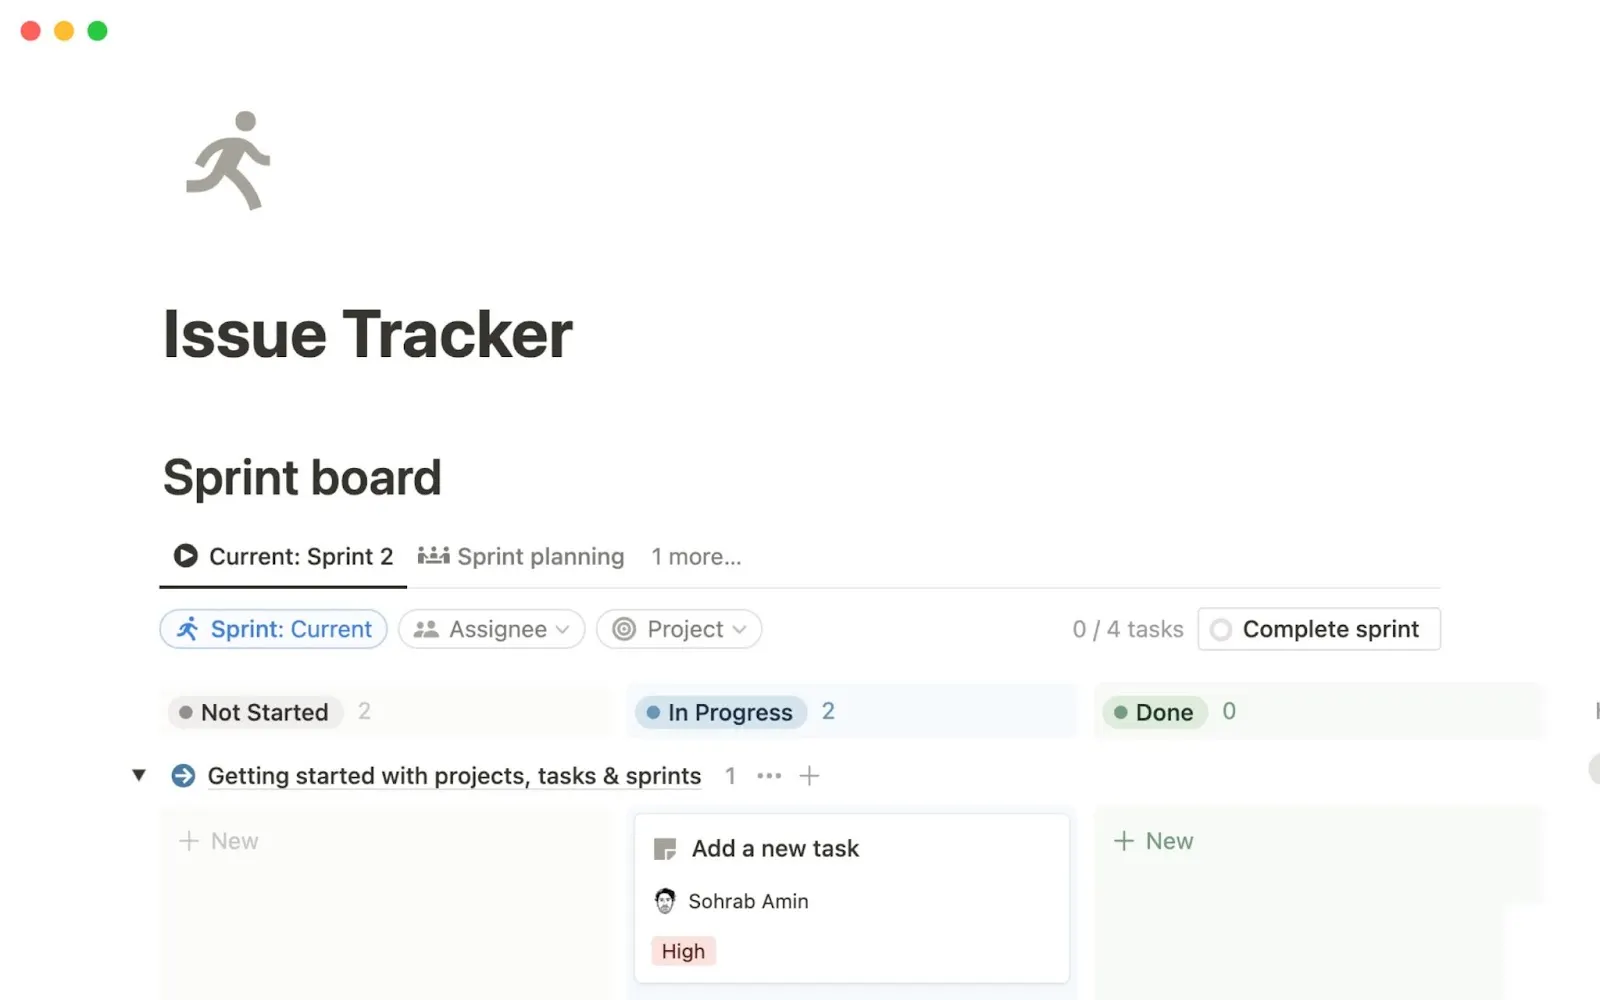 Issue Tracker
Sprint board
Current: Sprint 2 Sprint planning 1 more...
Sprint: Current Assignee Project 0 / 4 tasks Complete sprint
Not Started 2 In Progress 2 Done 0
Getting started with projects, tasks & sprints 1
New Add a new task New
Sohrab Amin
High